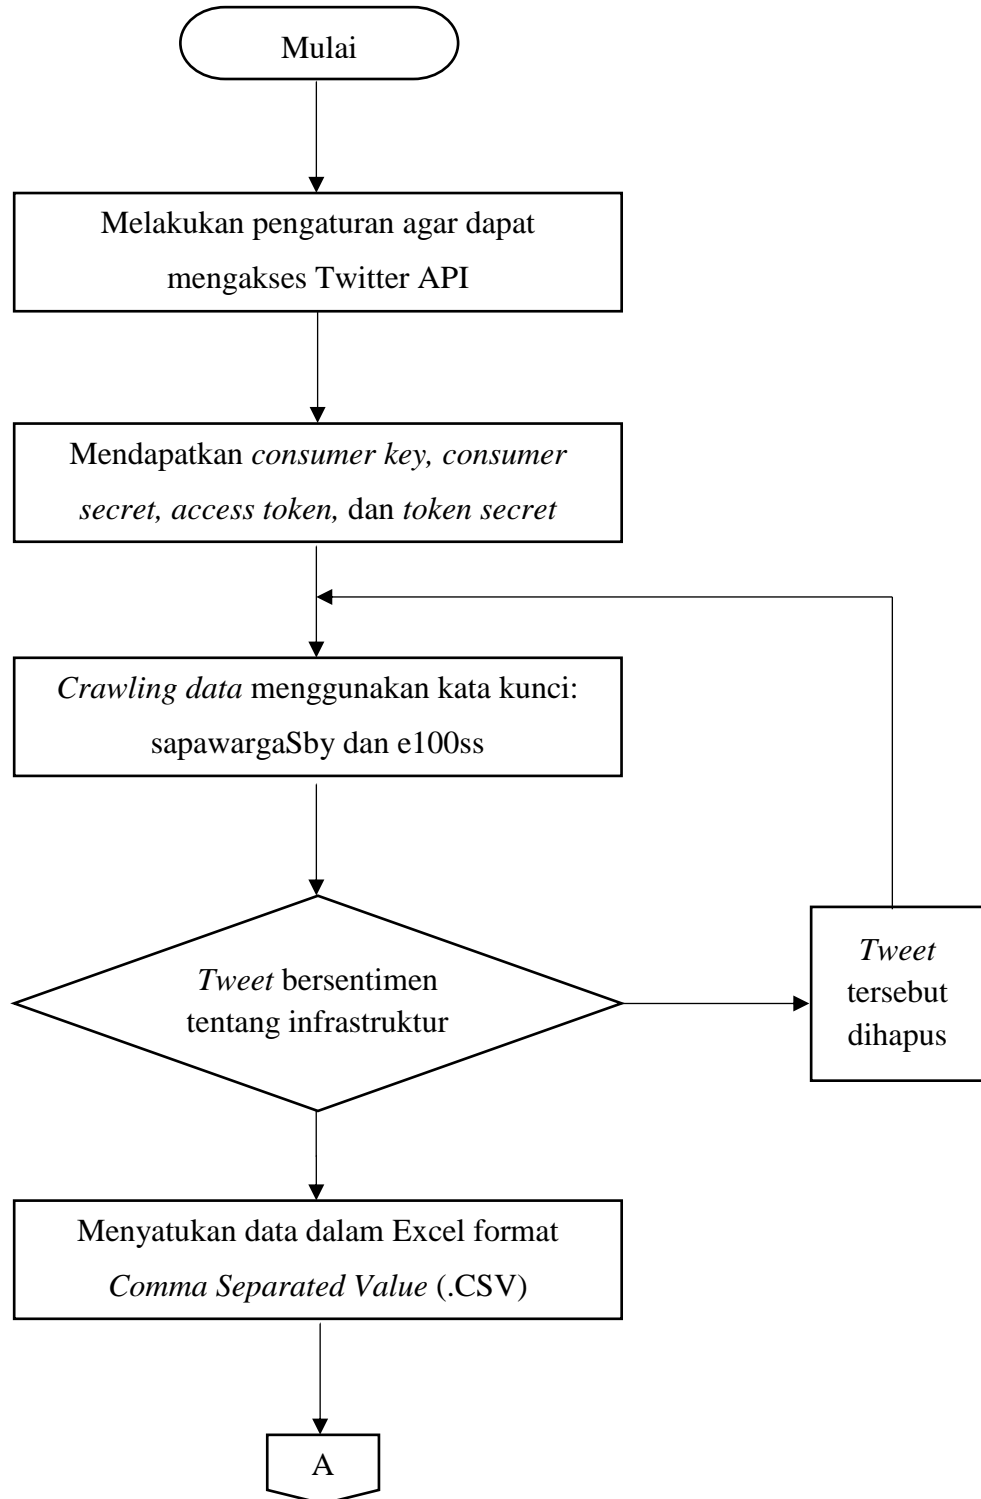 Mulai
Melakukan pengaturan agar dapat
mengakses Twitter API
Mendapatkan consumer key, consumer
secret, access token, dan token secret
Crawling data menggunakan kata kunci:
sapawargaSby dan e100ss
Tweet bersentimen
tentang infrastruktur
Tweet
tersebut
dihapus
Menyatukan data dalam Excel format
Comma Separated Value (.CSV)
A